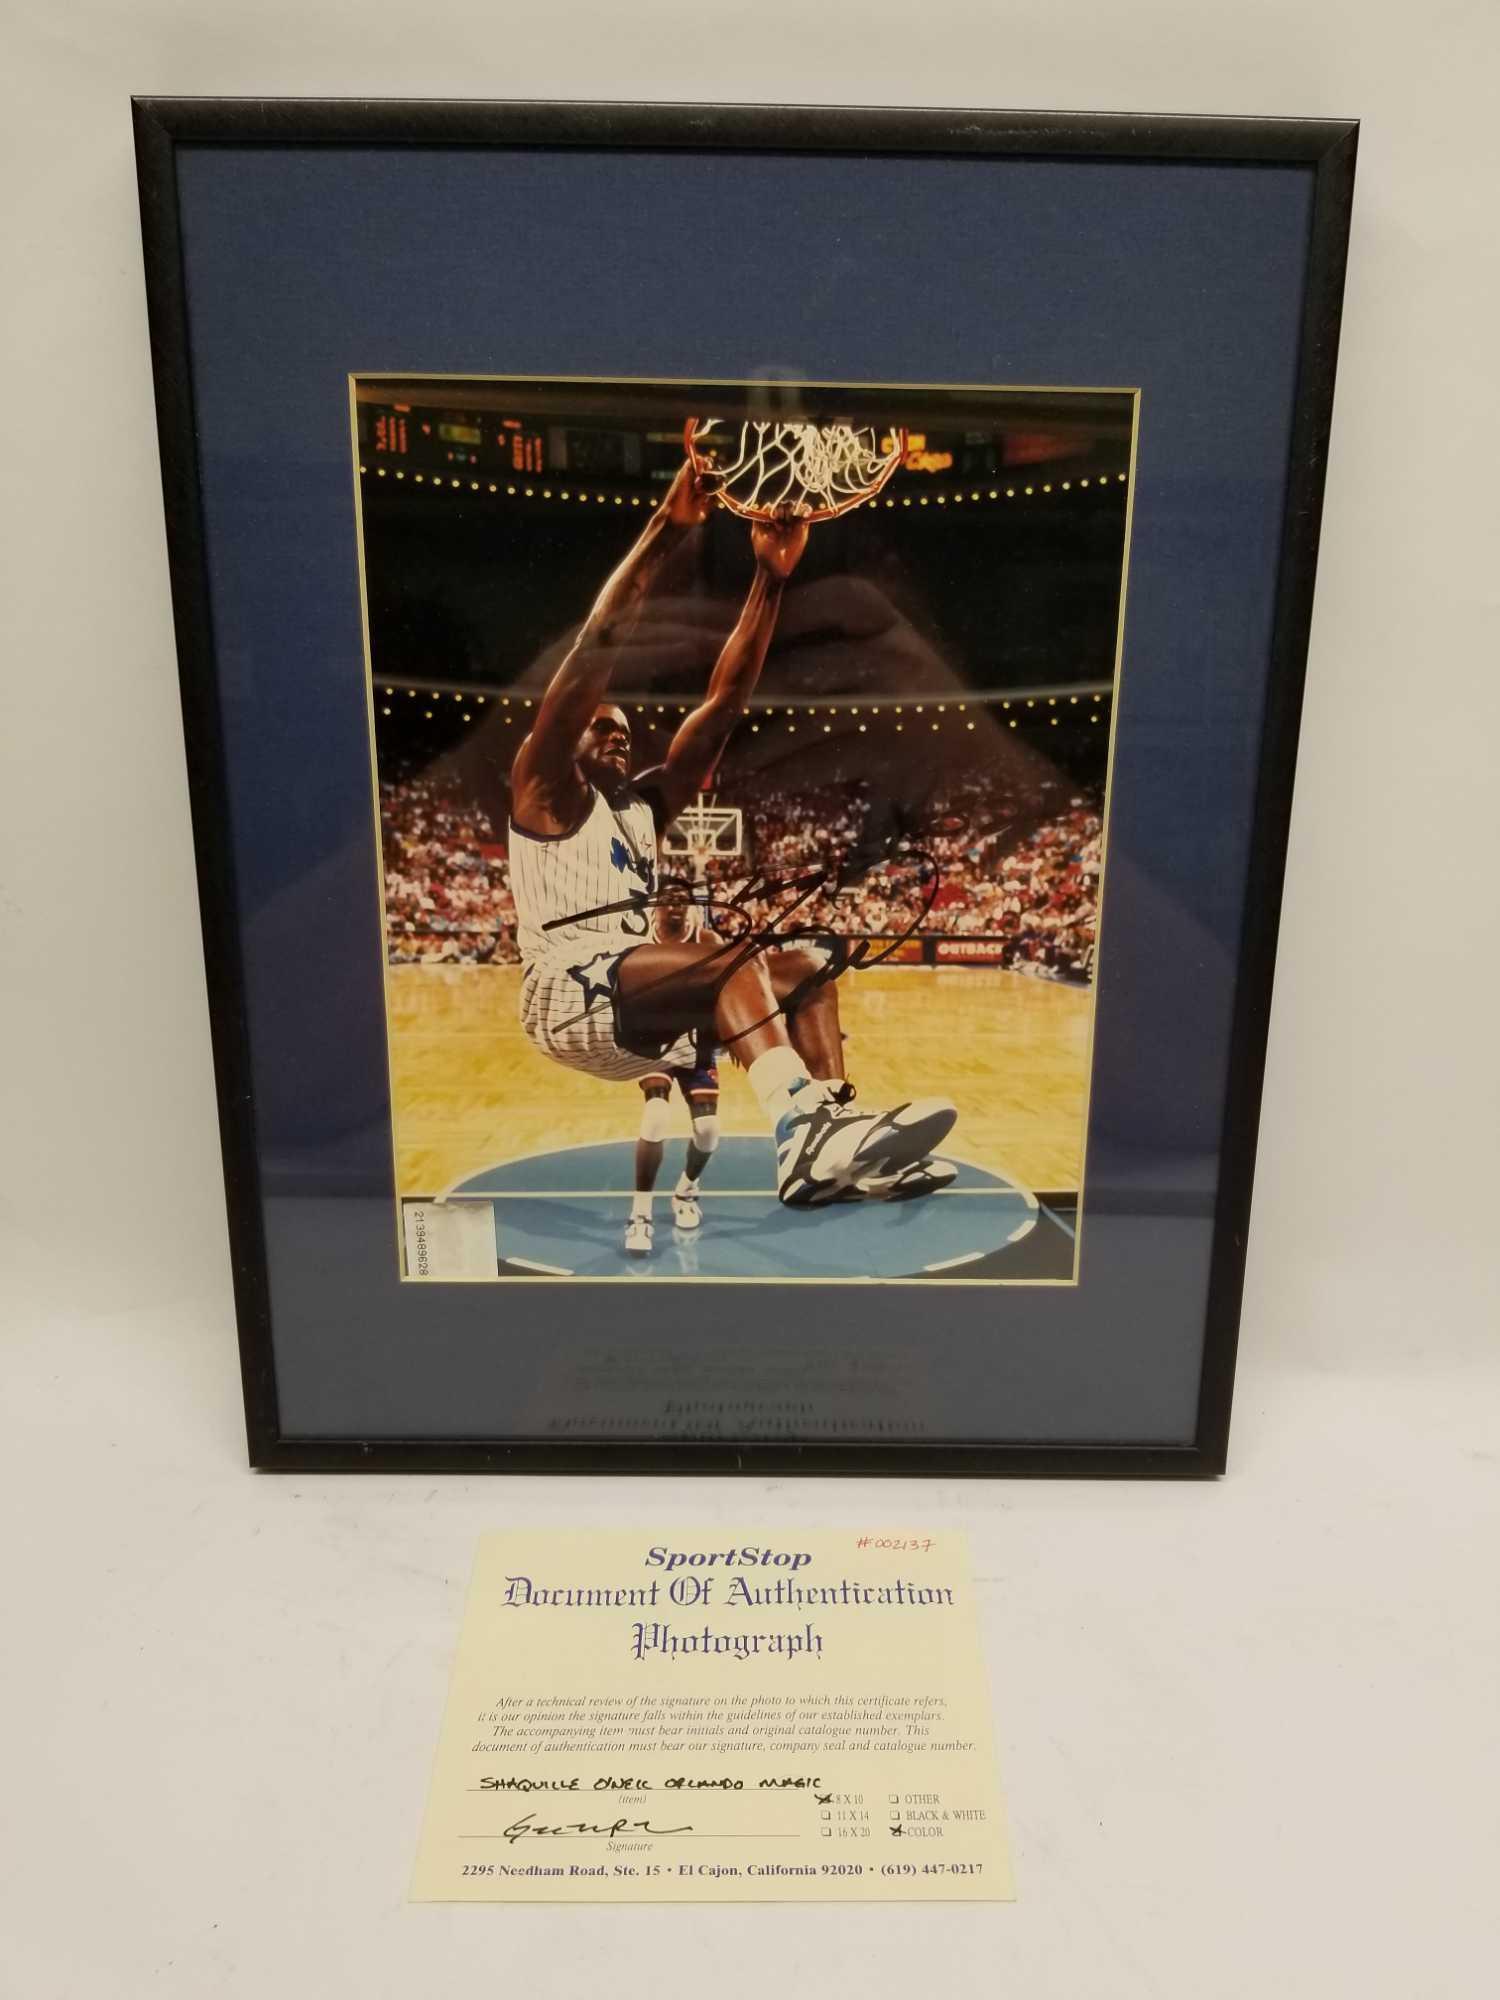 OUTBACK
2139489628
#002137
SportStop
Document Of Authentication
Photograph
After a technical review of the signature on the photo to which this certificate refers,
it is our opinion the signature falls within the guidelines of our established exemplars.
The accompanying item must bear initials and original catalogue number. This
document of authentication must bear our signature, company seal and catalogue number.
SHAQUILLE O'NEIL ORLANDO MAGIC
(item)
8 X 10 OTHER
11 X 14 BLACK & WHITE
16 X 20 COLOR
Signature
2295 Needham Road, Ste. 15 • El Cajon, California 92020 • (619) 447-0217